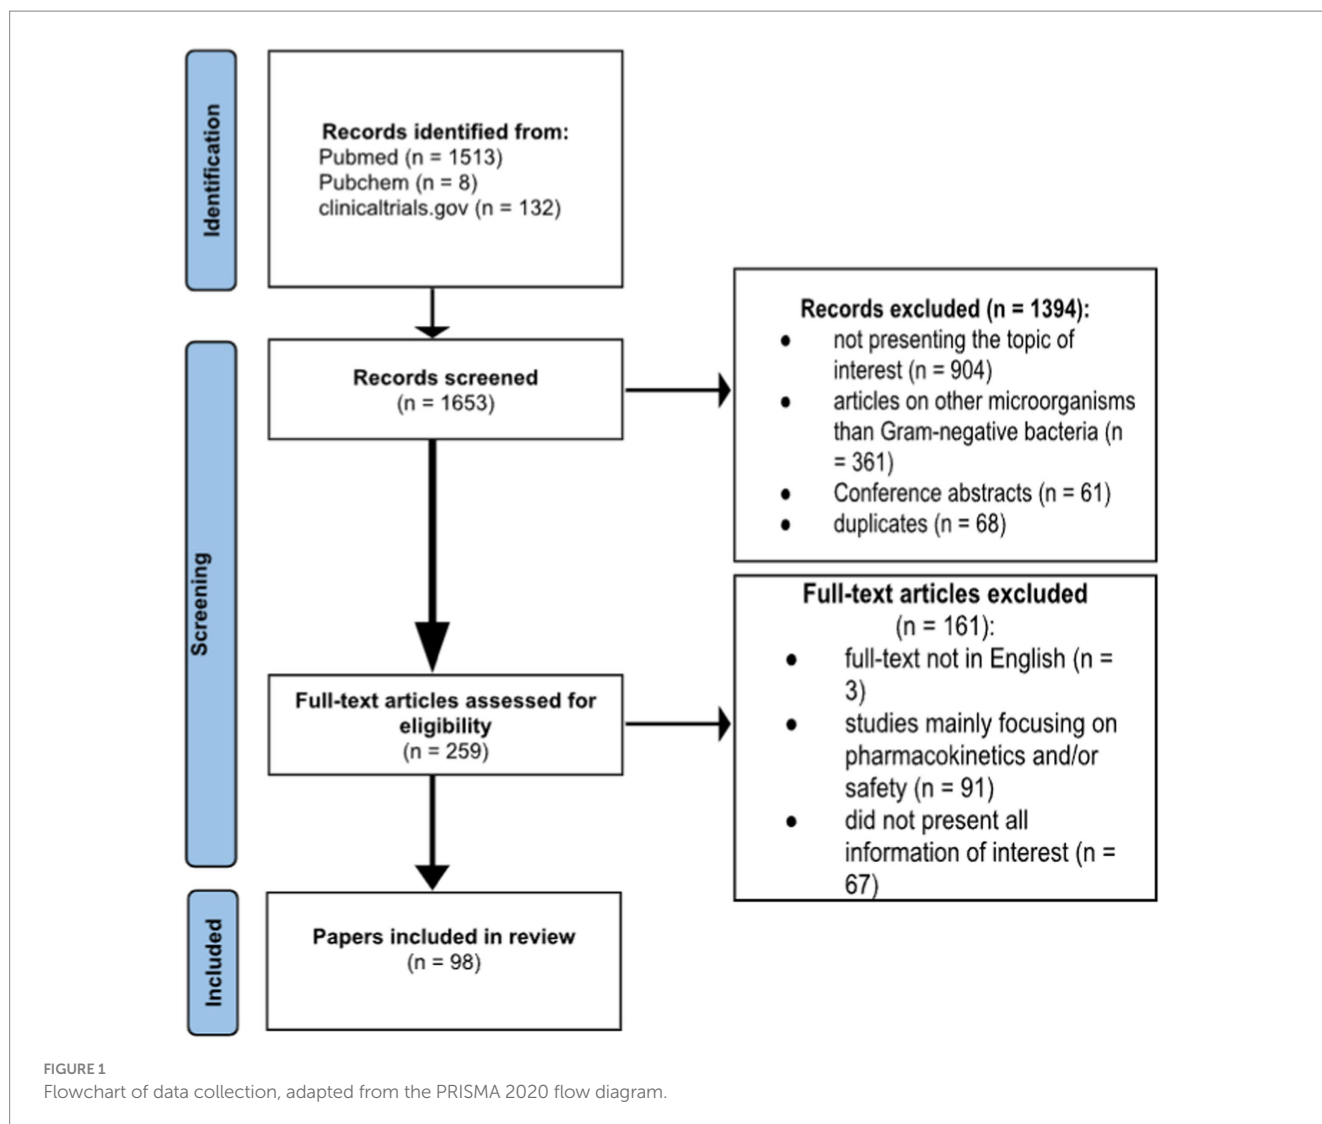 Identification
Records identified from:
Pubmed (n = 1513)
Pubchem (n = 8)
clinicaltrials.gov (n = 132)
Screening
Records screened
(n = 1653)
Records excluded (n = 1394):
● not presenting the topic of
interest (n = 904)
● articles on other microorganisms
than Gram-negative bacteria (n
= 361)
● Conference abstracts (n = 61)
● duplicates (n = 68)
Full-text articles assessed for
eligibility
(n = 259)
Full-text articles excluded
(n = 161):
● full-text not in English (n =
3)
● studies mainly focusing on
pharmacokinetics and/or
safety (n = 91)
● did not present all
information of interest (n =
67)
Included
Papers included in review
(n = 98)
FIGURE 1
Flowchart of data collection, adapted from the PRISMA 2020 flow diagram.